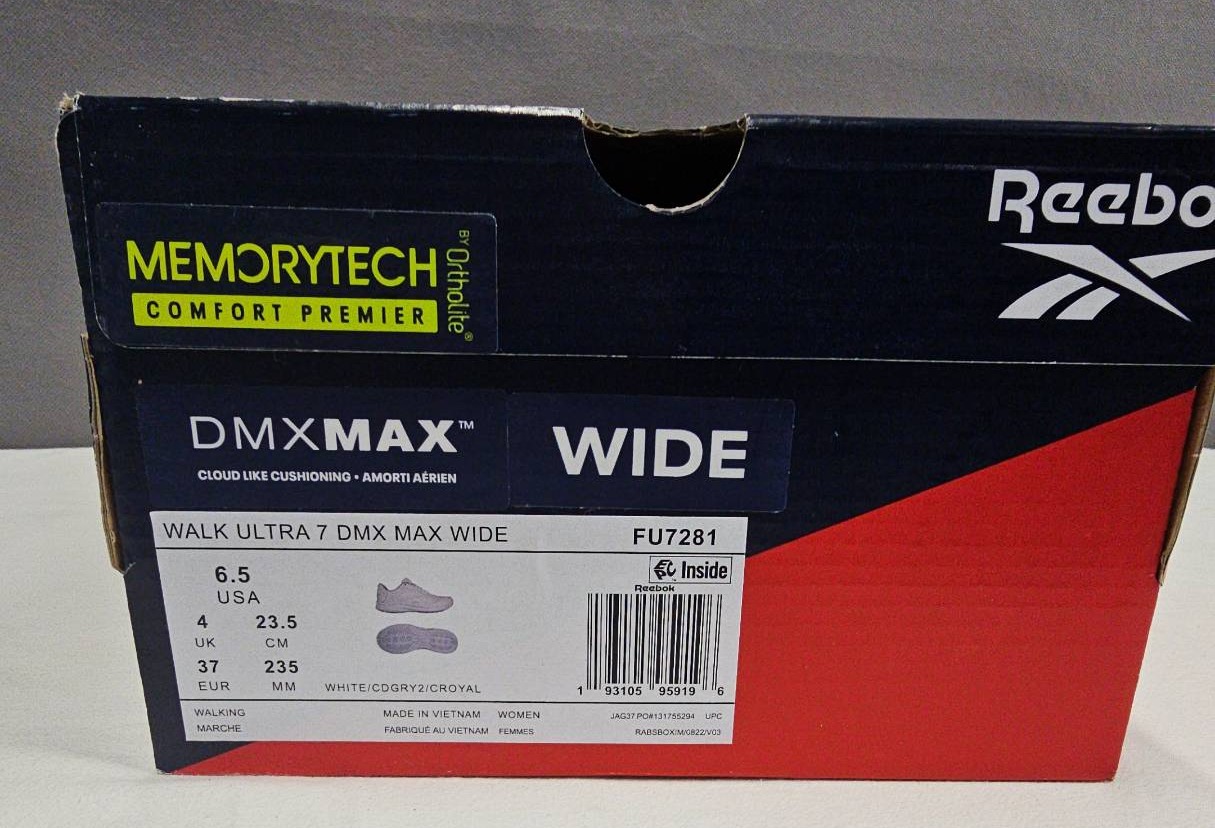 Reebo
MEMORYTECH
BY Ortholite®
COMFORT PREMIER
DMXMAX™
CLOUD LIKE CUSHIONING • AMORTI AÉRIEN
WIDE
WALK ULTRA 7 DMX MAX WIDE FU7281
6.5
USA
4 23.5
UK CM
37 235
EUR MM
WHITE/CDGRY2/CROYAL
Inside
Reebok
1 93105 95919 6
WALKING
MARCHE
MADE IN VIETNAM WOMEN
FABRIQUÉ AU VIETNAM FEMMES
JAG37 PO#131755294 UPC
RABSBOXIM/0822/V03